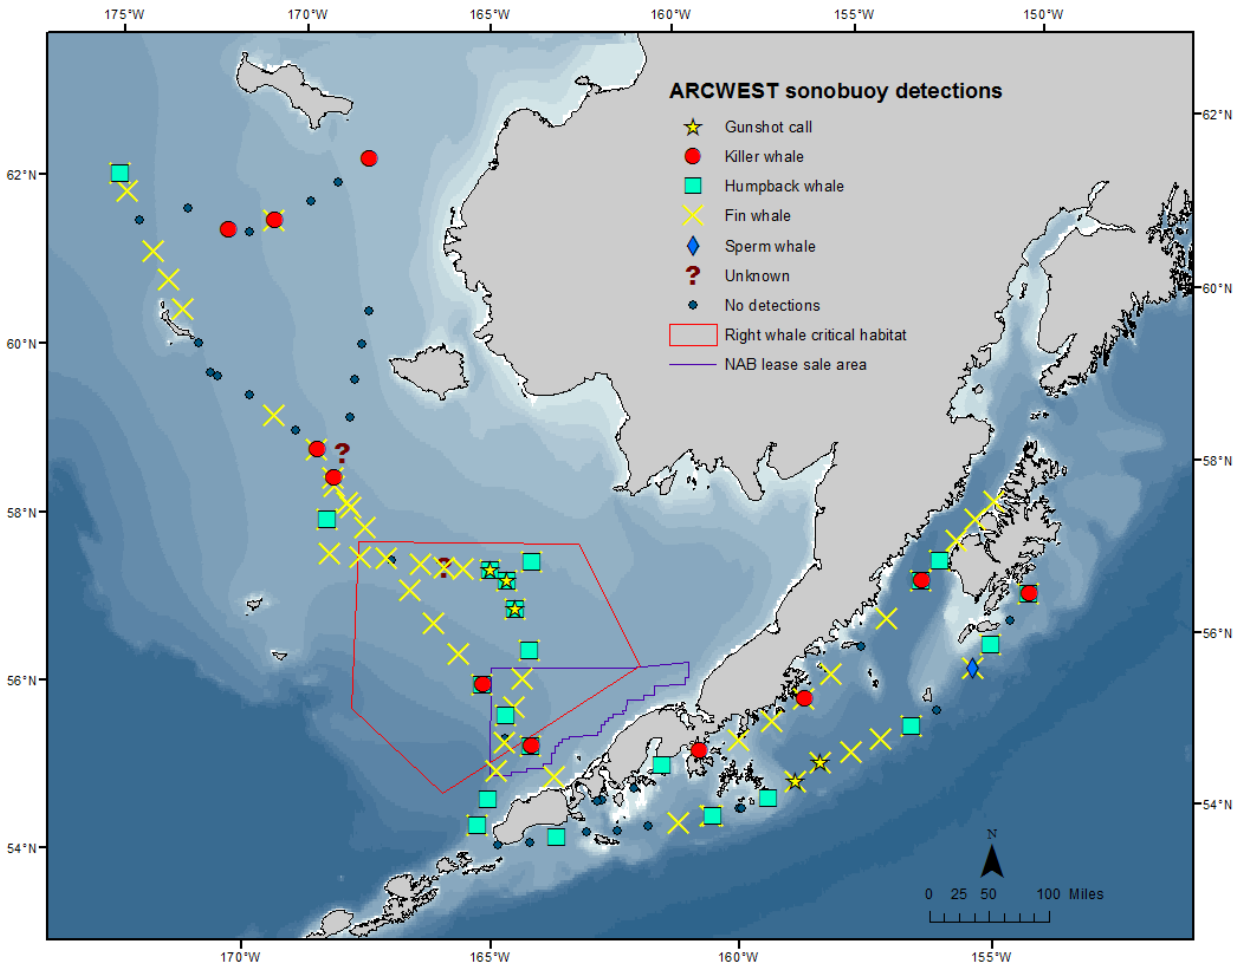 175°W 170°W 165°W 160°W 155°W 150°W
ARCWEST sonobuoy detections
Gunshot call
Killer whale
Humpback whale
Fin whale
Sperm whale
? Unknown
No detections
Right whale critical habitat
NAB lease sale area
62°N
62°N
60°N
60°N
?
58°N
58°N
?
56°N
56°N
54°N
54°N
N
0 25 50 100 Miles
170°W 165°W 160°W 155°W